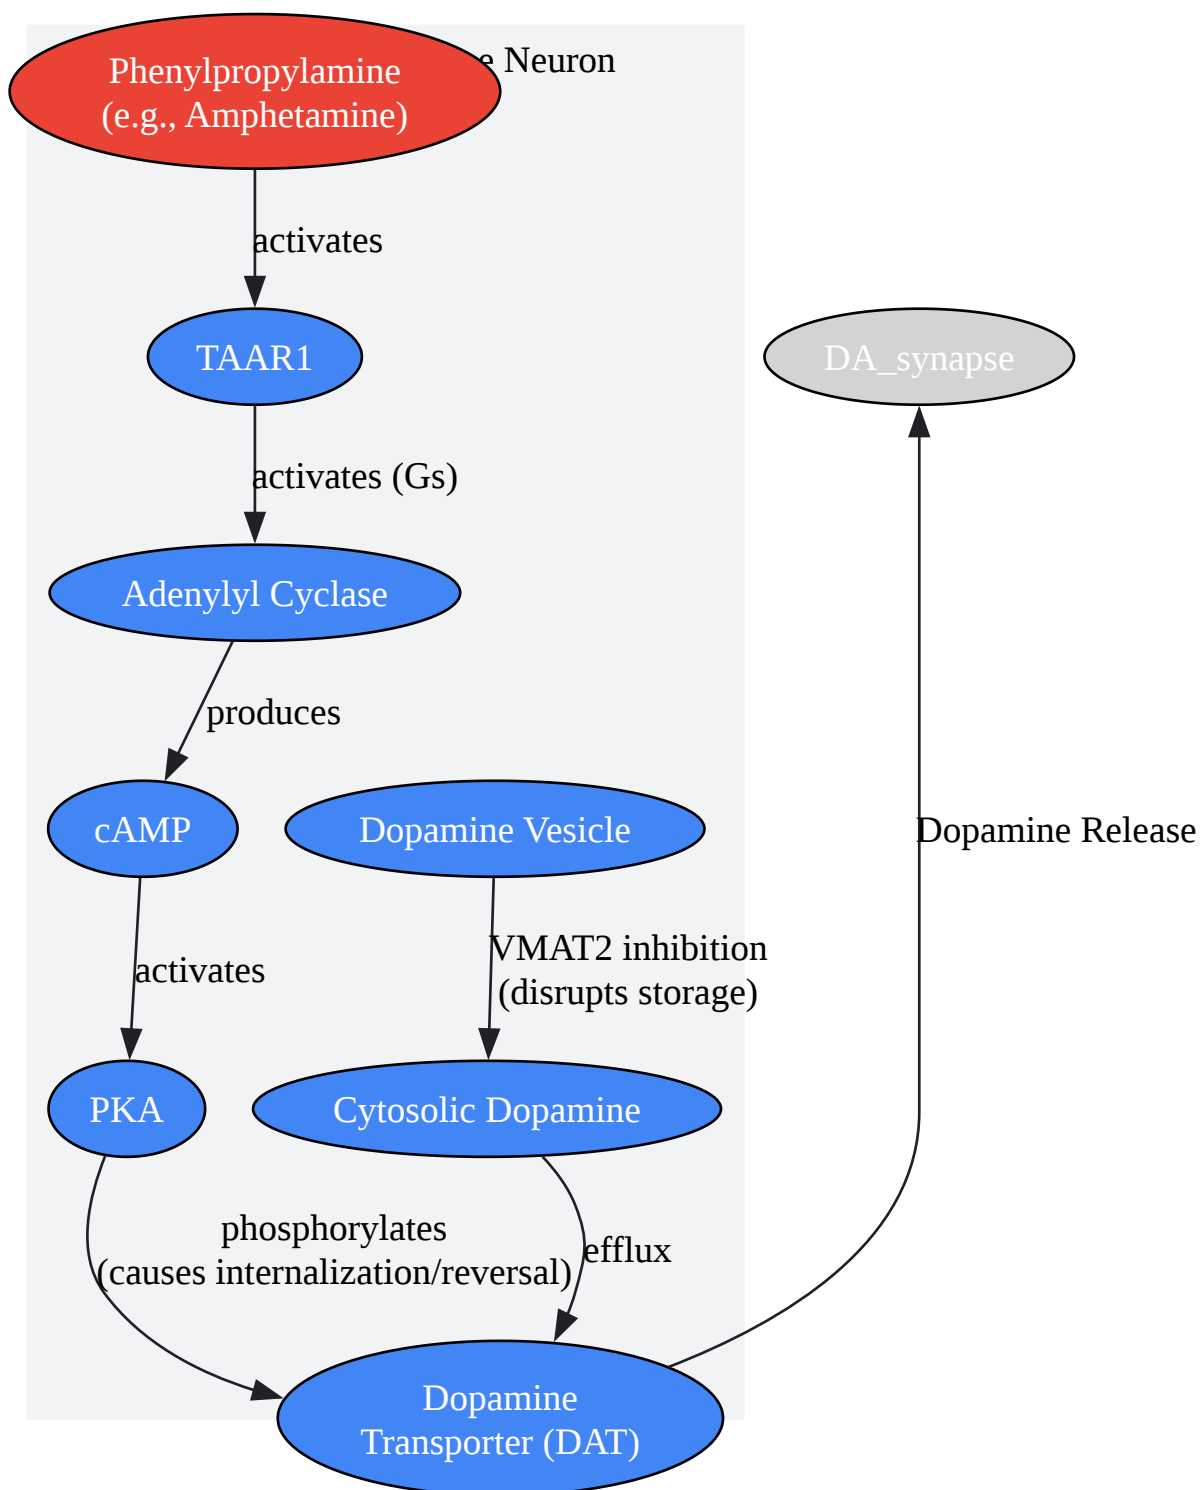 Phenylpropylamine
(e.g., Amphetamine)
Neuron
activates
TAAR1
DA_synapse
activates (Gs)
Adenylyl Cyclase
produces
cAMP
Dopamine Vesicle
Dopamine Release
activates
VMAT2 inhibition
(disrupts storage)
PKA
Cytosolic Dopamine
phosphorylates
(causes internalization/reversal)
efflux
Dopamine
Transporter (DAT)